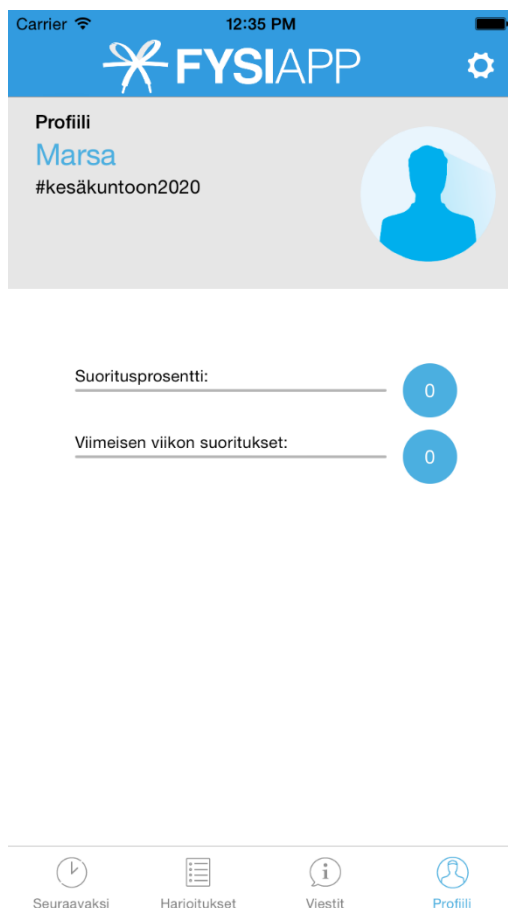 Carrier 12:35 PM
FYSIAPP
Profiili
Marsa
#kesäkuntoon2020
Suoritusprosentti:
0
Viimeisen viikon suoritukset:
0
Seuraavaksi Harjoitukset Viestit Profiili